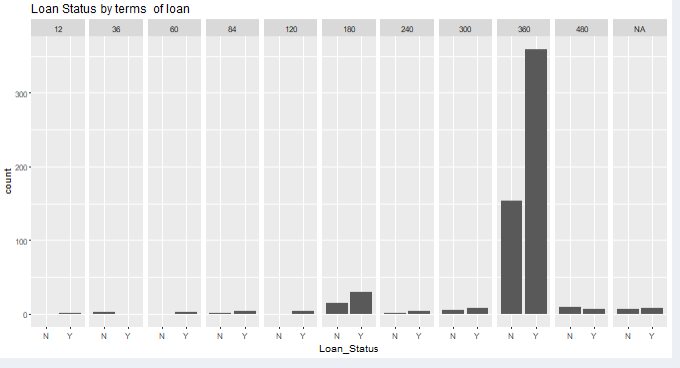 Loan Status by terms of loan
12 36 60 84 120 180 240 300 360 480 NA
300
200
100
0
count
N Y N Y N Y N Y N Y N Y N Y N Y N Y N Y N Y
Loan_Status